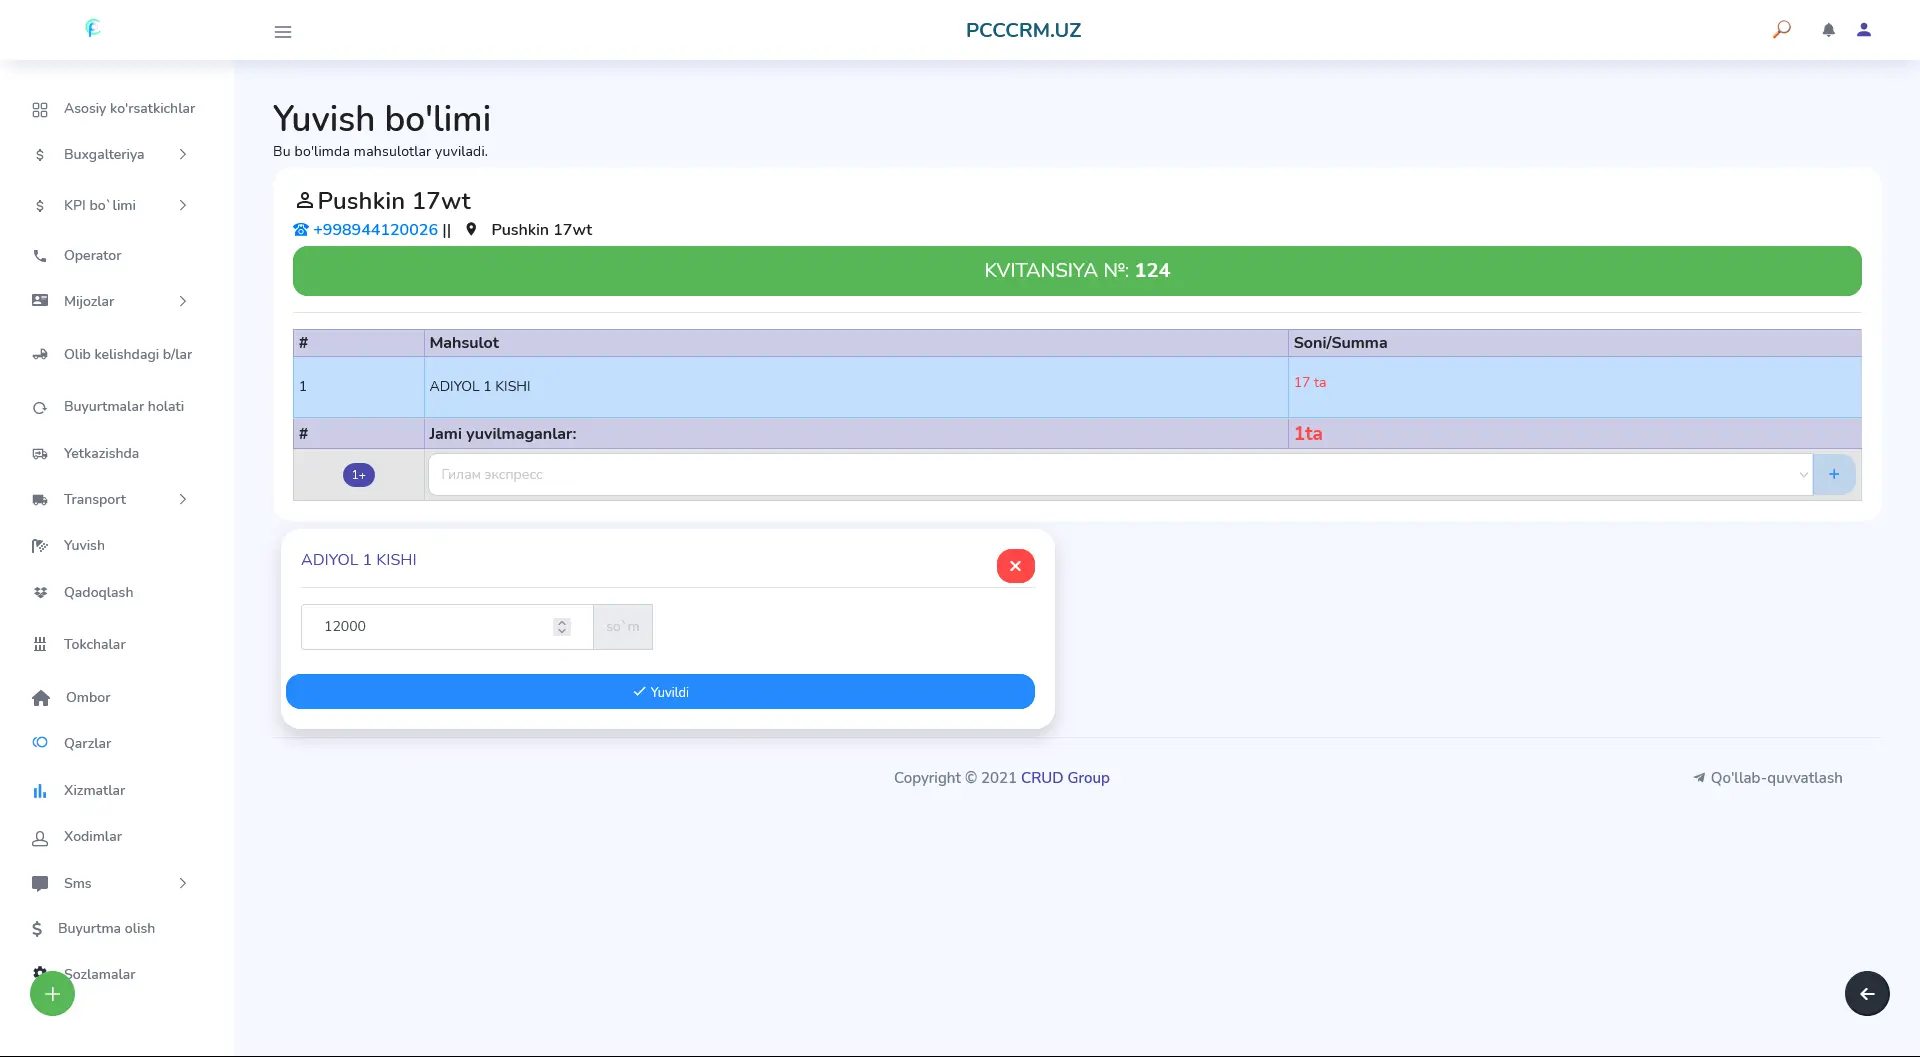 PCCCRM.UZ
Asosiy ko'rsatkichlar
Buxgalteriya
KPI bo`limi
Operator
Mijozlar
Olib kelishdagi b/lar
Buyurtmalar holati
Yetkazishda
Transport
Yuvish
Qadoqlash
Tokchalar
Ombor
Qarzlar
Xizmatlar
Xodimlar
Sms
Buyurtma olish
Sozlamalar
Yuvish bo'limi
Bu bo'limda mahsulotlar yuviladi.
Pushkin 17wt
+998944120026 || Pushkin 17wt
KVITANSIYA №: 124
# Mahsulot Soni/Summa
1 ADIYOL 1 KISHI 17 ta
# Jami yuvilmaganlar: 1ta
1+ Гилам экспресс +
ADIYOL 1 KISHI
12000 so`m
Yuvildi
Copyright © 2021 CRUD Group Qo'llab-quvvatlash